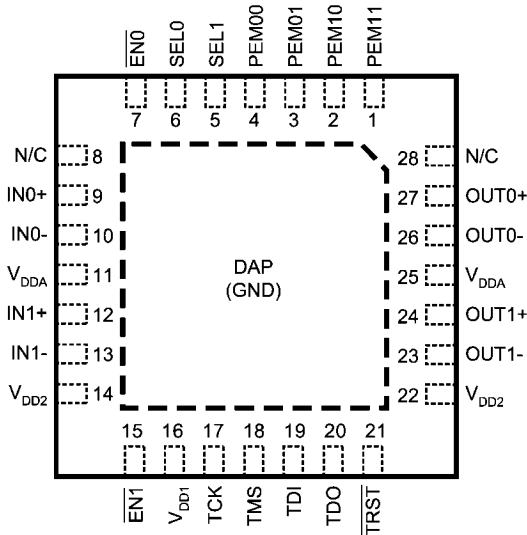 EN0 SEL0 SEL1 PEM00 PEM01 PEM10 PEM11
7 6 5 4 3 2 1
N/C 8 28 N/C
IN0+ 9 27 OUT0+
IN0- 10 26 OUT0-
VDDA 11 DAP 25 VDDA
(GND)
IN1+ 12 24 OUT1+
IN1- 13 23 OUT1-
VDD2 14 22 VDD2
15 16 17 18 19 20 21
EN1 VDD1 TCK TMS TDI TDO TRST